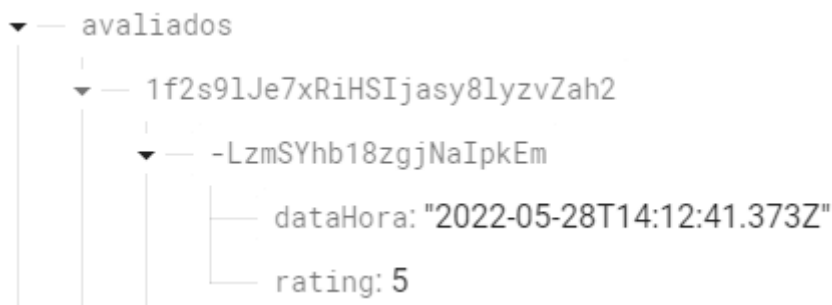 avaliados
1f2s9lJe7xRiHSIjasy8lyzvZah2
-LzmSYhb18zgjNaIpkEm
dataHora: "2022-05-28T14:12:41.373Z"
rating: 5